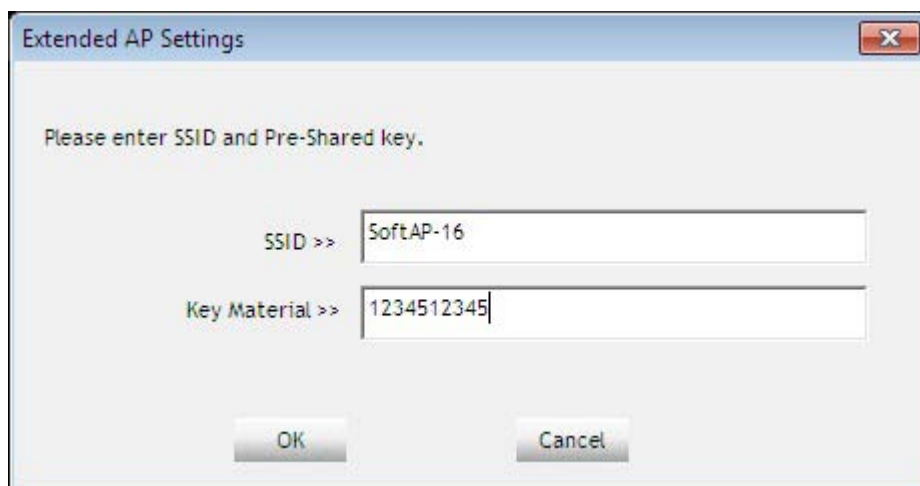 Extended AP Settings
Please enter SSID and Pre-Shared key.
SSID >> SoftAP-16
Key Material >> 1234512345
OK Cancel